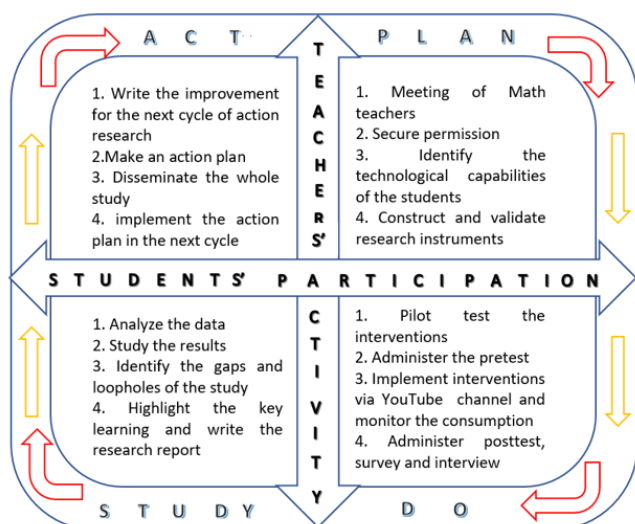 A C T
P L A N
1. Write the improvement
for the next cycle of action
research
2.Make an action plan
3. Disseminate the whole
study
4. implement the action
plan in the next cycle
1. Meeting of Math
teachers
2. Secure permission
3. Identify the
technological capabilities
of the students
4. Construct and validate
research instruments
TEACHERS' ACTIVITY
STUDENTS' PARTICIPATION
1. Analyze the data
2. Study the results
3. Identify the gaps and
loopholes of the study
4. Highlight the key
learning and write the
research report
1. Pilot test the
interventions
2. Administer the pretest
3. Implement interventions
via YouTube channel and
monitor the consumption
4. Administer posttest,
survey and interview
S T U D Y
D O